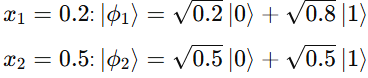 x₁ = 0.2: |ϕ₁⟩ = √0.2 |0⟩ + √0.8 |1⟩
x₂ = 0.5: |ϕ₂⟩ = √0.5 |0⟩ + √0.5 |1⟩